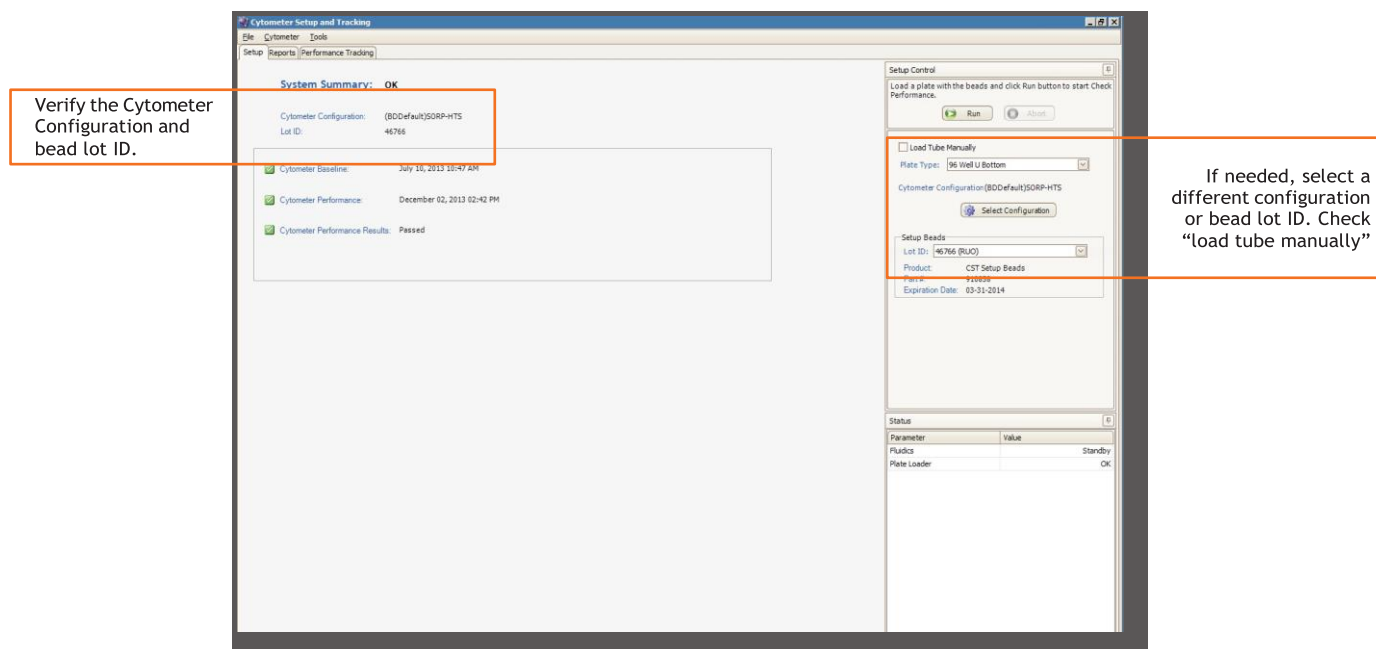 Cytometer Setup and Tracking
File Cytometer Tools
Setup Reports Performance Tracking
System Summary: OK
Verify the Cytometer
Configuration and
bead lot ID.
Cytometer Configuration: (BDDefault)SORP-HTS
Lot ID: 46766
Cytometer Baseline: July 10, 2013 10:47 AM
Cytometer Performance: December 02, 2013 02:42 PM
Cytometer Performance Results: Passed
Setup Control
Load a plate with the beads and click Run button to start Check
Performance.
Run Abort
Load Tube Manually
Plate Type: 96 Well U Bottom
Cytometer Configuration(BDDefault)SORP-HTS
Select Configuration
Setup Beads
Lot ID: 46766 (RUO)
Product: CST Setup Beads
Part #:
Expiration Date: 03-31-2014
If needed, select a
different configuration
or bead lot ID. Check
“load tube manually”
Status
Parameter Value
Fluidics Standby
Plate Loader OK